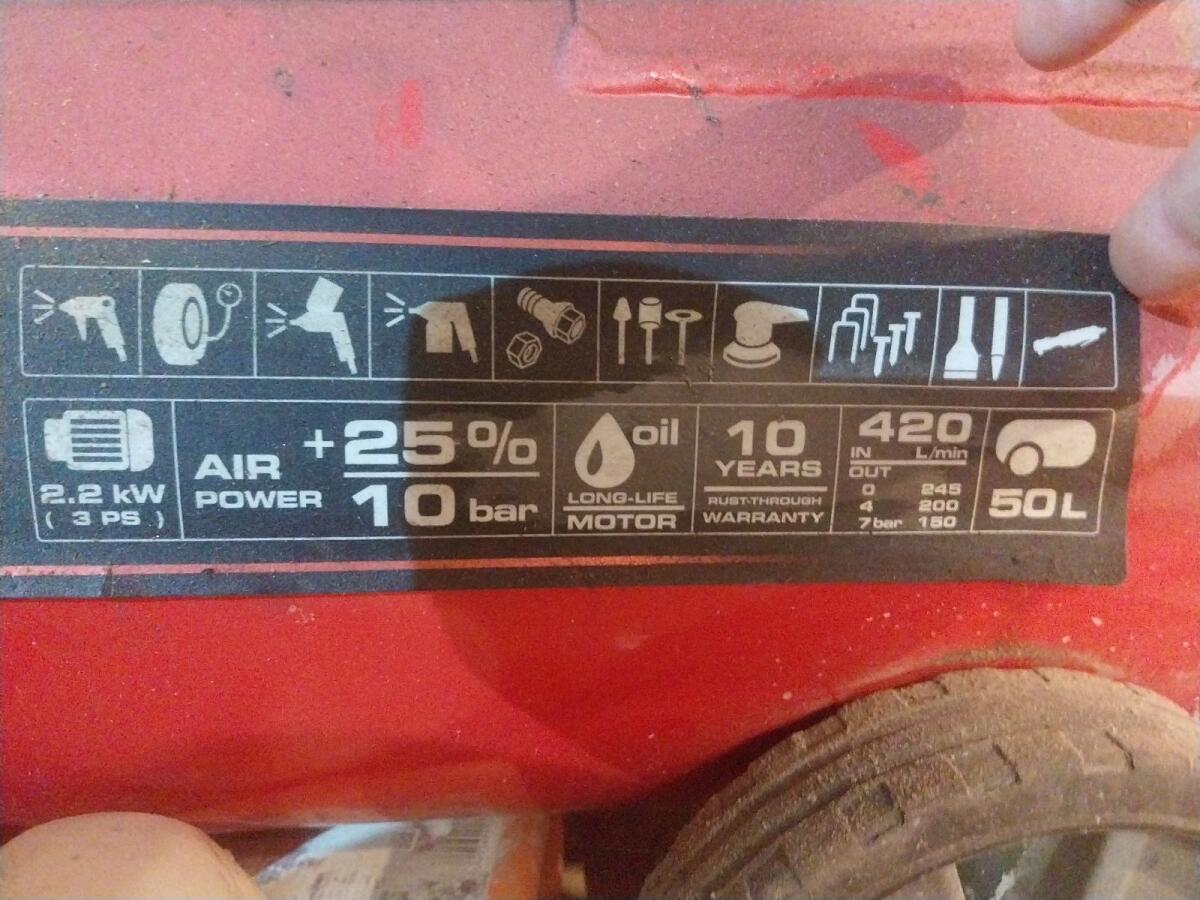 2.2 kW
( 3 PS )
AIR
POWER
+25%
10 bar
oil
LONG-LIFE
MOTOR
10
YEARS
RUST-THROUGH
WARRANTY
420
IN L/min
OUT
0 245
4 200
7bar 150
50L